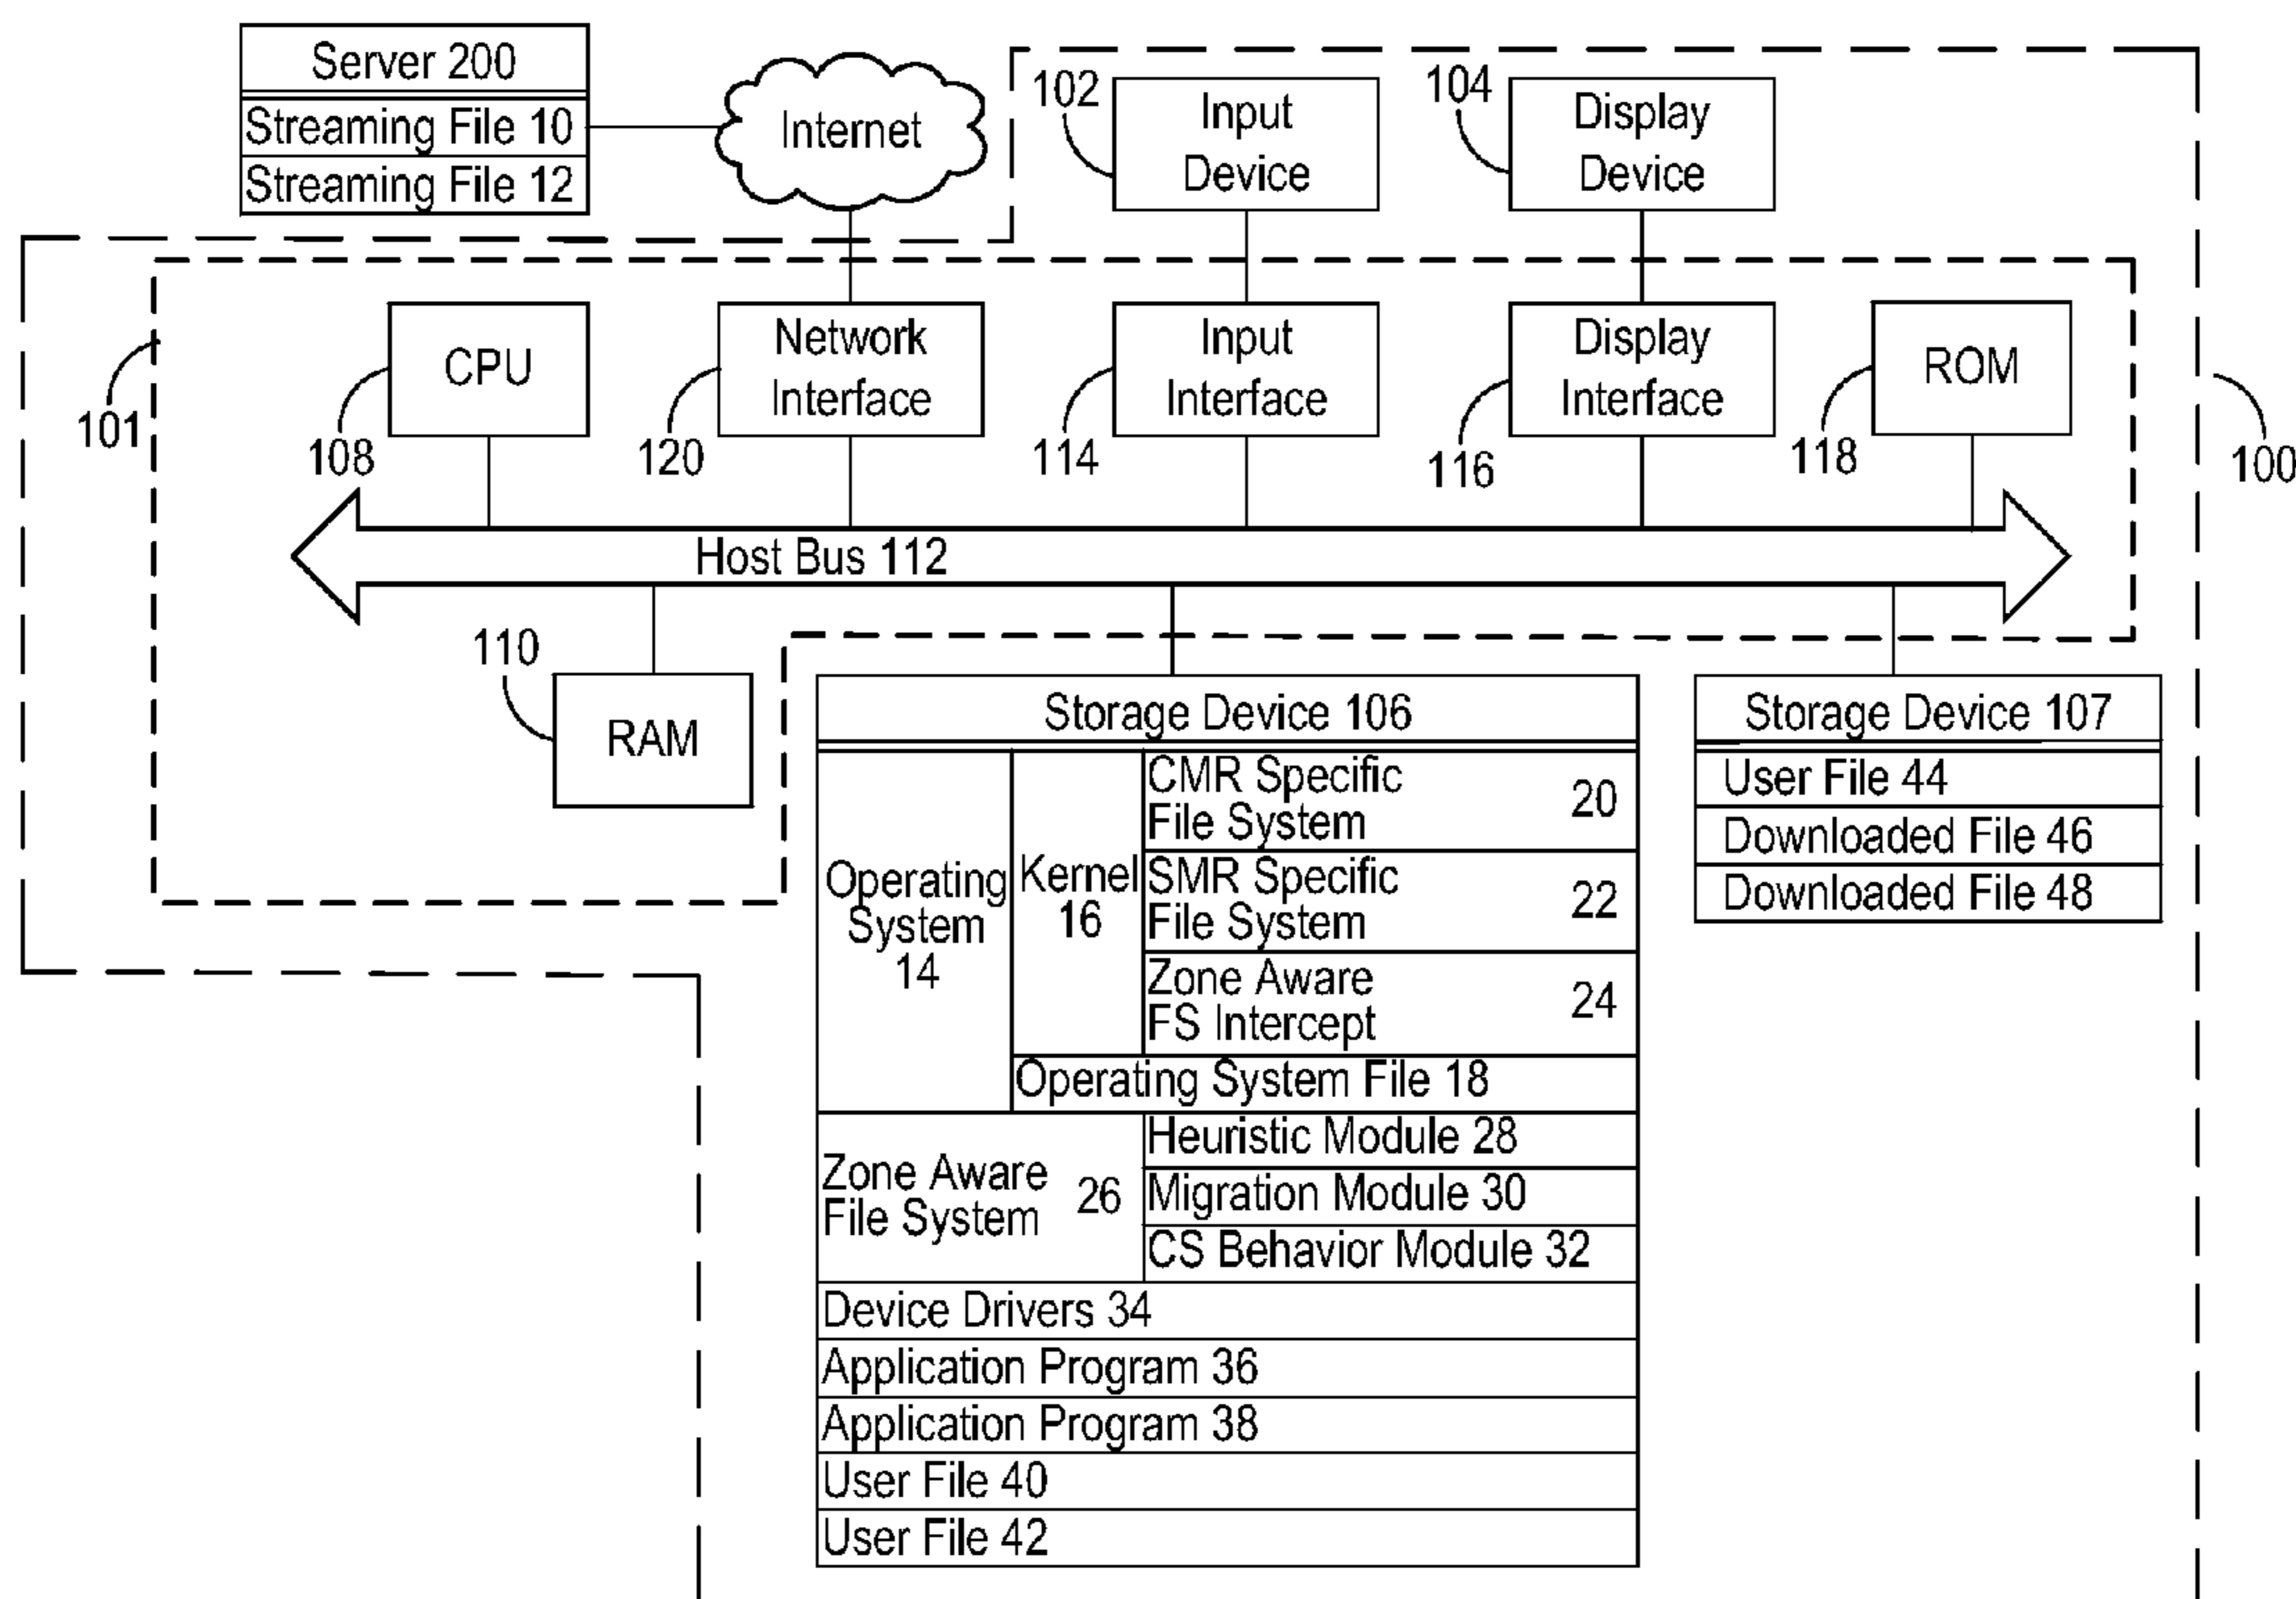 Server 200
Streaming File 10
Streaming File 12
Internet
102
Input
Device
104
Display
Device
101
CPU
108
Network
Interface
120
Input
Interface
114
Display
Interface
116
ROM
118
100
Host Bus 112
110
RAM
Storage Device 106
Operating
System
14
Kernel
16
CMR Specific
File System
20
SMR Specific
File System
22
Zone Aware
FS Intercept
24
Operating System File 18
Zone Aware
File System
26
Heuristic Module 28
Migration Module 30
CS Behavior Module 32
Device Drivers 34
Application Program 36
Application Program 38
User File 40
User File 42
Storage Device 107
User File 44
Downloaded File 46
Downloaded File 48